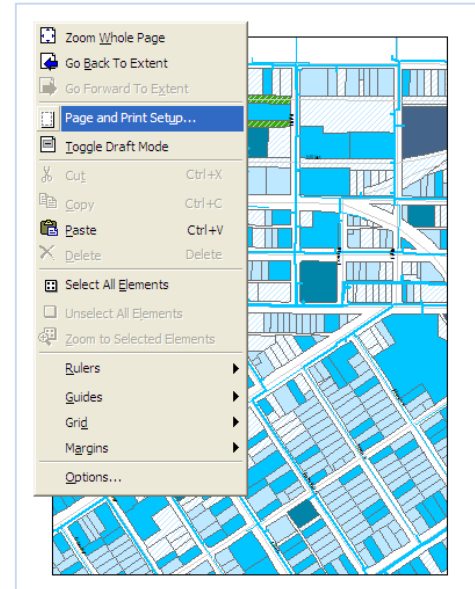 Zoom Whole Page
Go Back To Extent
Go Forward To Extent
Page and Print Setup...
Toggle Draft Mode
Cut Ctrl+X
Copy Ctrl+C
Paste Ctrl+V
Delete Delete
Select All Elements
Unselect All Elements
Zoom to Selected Elements
Rulers
Guides
Grid
Margins
Options...